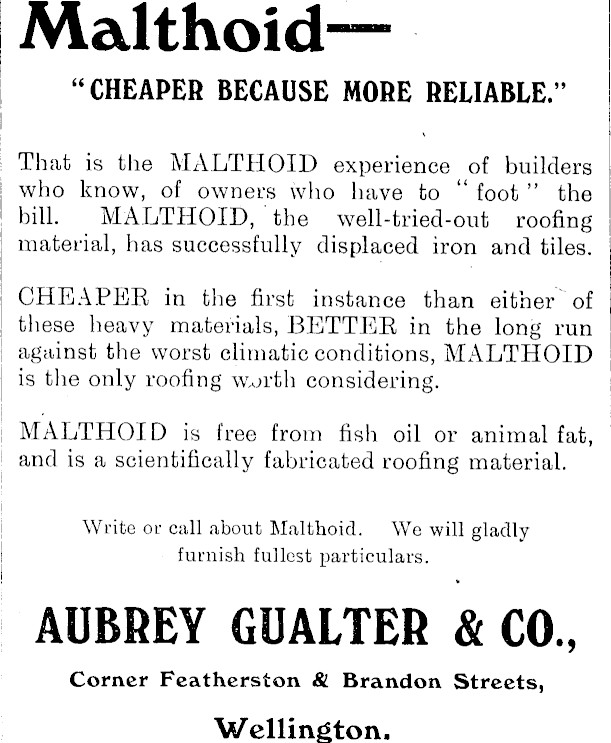 Malthoid—
"CHEAPER BECAUSE MORE RELIABLE."
That is the MALTHOID experience of builders
who know, of owners who have to "foot" the
bill. MALTHOID, the well-tried-out roofing
material, has successfully displaced iron and tiles.
CHEAPER in the first instance than either of
these heavy materials, BETTER in the long run
against the worst climatic conditions, MALTHOID
is the only roofing worth considering.
MALTHOID is free from fish oil or animal fat,
and is a scientifically fabricated roofing material.
Write or call about Malthoid. We will gladly
furnish fullest particulars.
AUBREY GUALTER & CO.,
Corner Featherston & Brandon Streets,
Wellington.